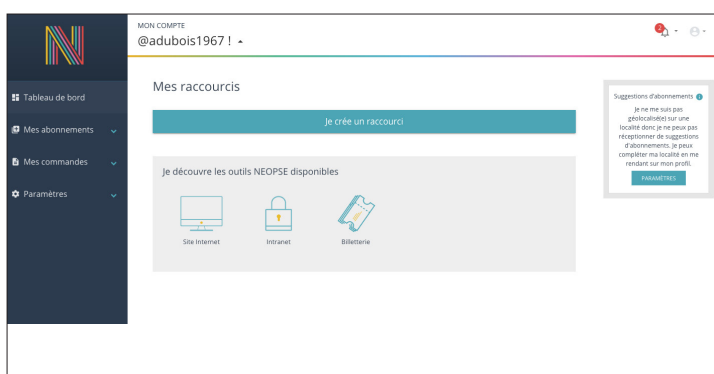 MON COMPTE
@adubois1967 !
2
Tableau de bord
Mes abonnements
Mes commandes
Paramètres
Mes raccourcis
Je crée un raccourci
Je découvre les outils NEOPSE disponibles
Site Internet
Intranet
Billetterie
Suggestions d'abonnements
Je ne me suis pas
géolocalisé(e) sur une
localité donc je ne peux pas
réceptionner de suggestions
d'abonnements. Je peux
compléter ma localité en me
rendant sur mon profil.
PARAMÈTRES